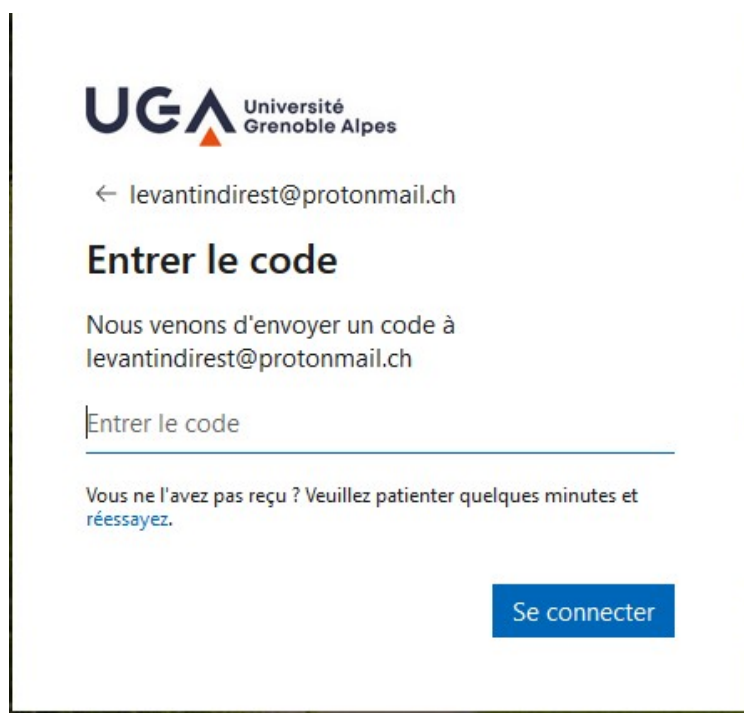 UGA Université
Grenoble Alpes
← levantindirest@protonmail.ch
Entrer le code
Nous venons d'envoyer un code à
levantindirest@protonmail.ch
Entrer le code
Vous ne l'avez pas reçu ? Veuillez patienter quelques minutes et
réessayez.
Se connecter